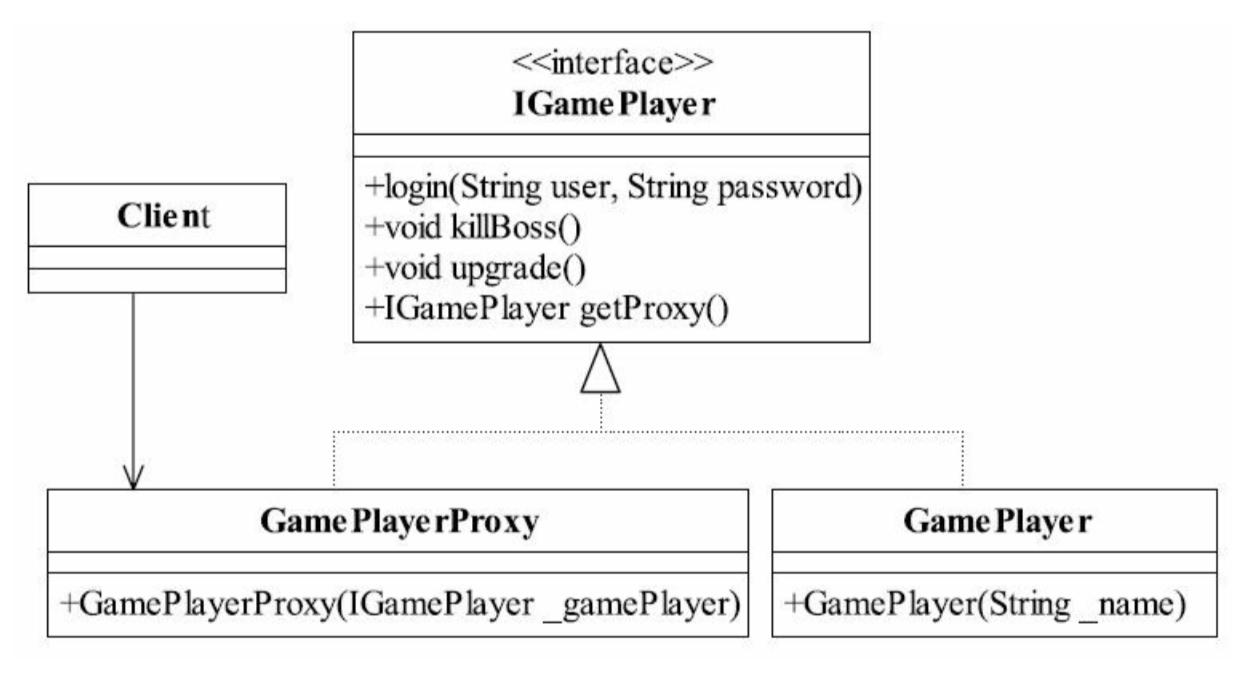 <<interface>>
IGamePlayer
+login(String user, String password)
+void killBoss()
+void upgrade()
+IGamePlayer getProxy()
Client
GamePlayerProxy
+GamePlayerProxy(IGamePlayer _gamePlayer)
GamePlayer
+GamePlayer(String _name)